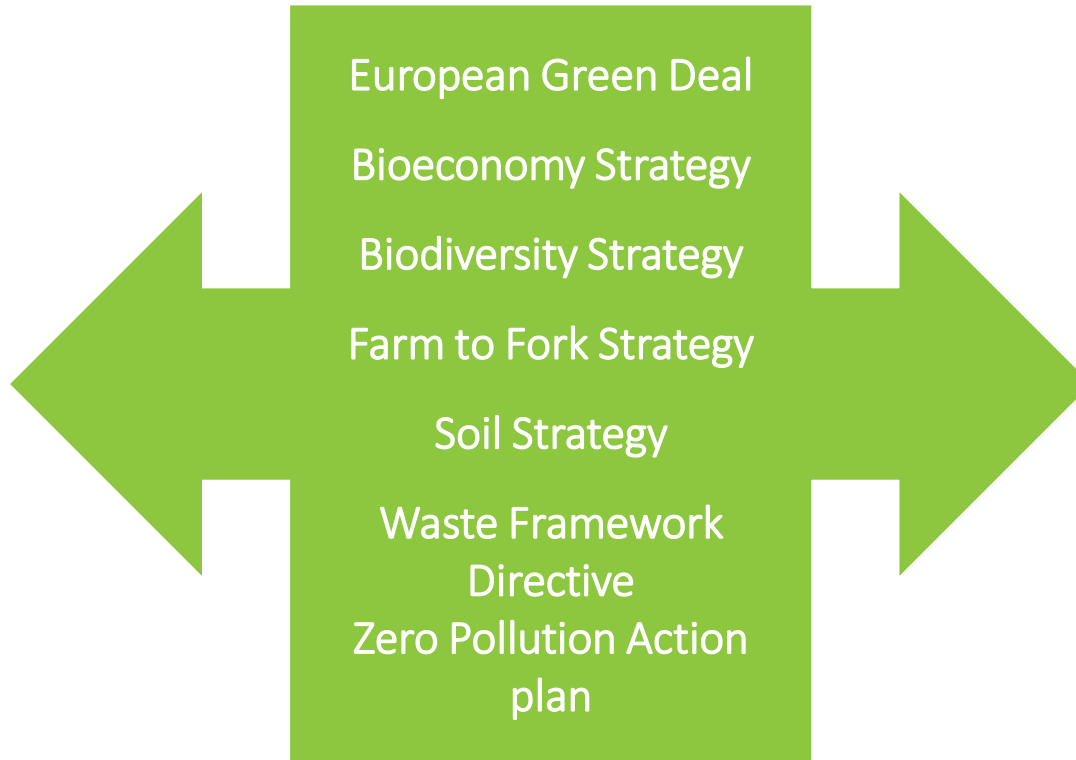 European Green Deal
Bioeconomy Strategy
Biodiversity Strategy
Farm to Fork Strategy
Soil Strategy
Waste Framework
Directive
Zero Pollution Action
plan